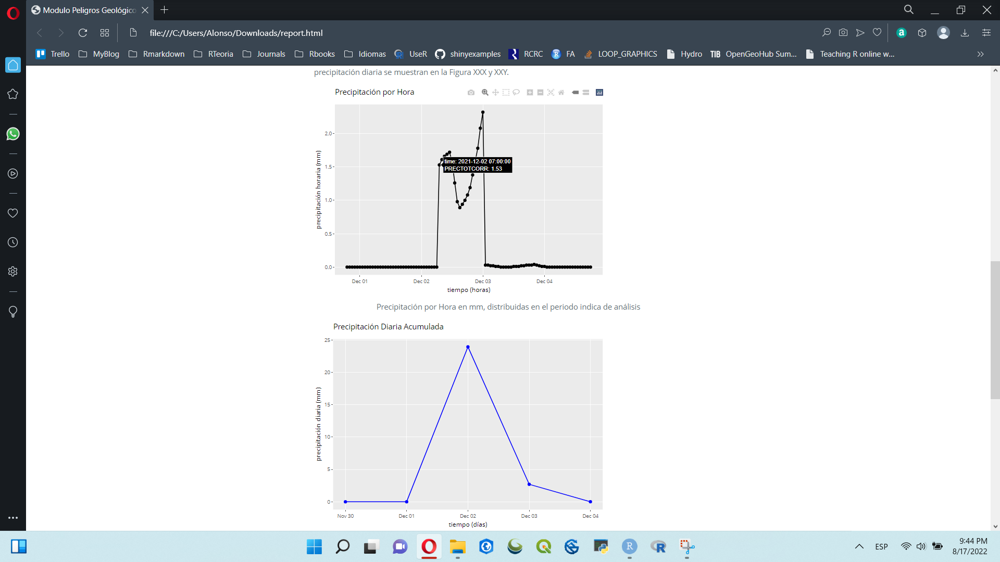 Modulo Peligros Geológico
file:///C:/Users/Alonso/Downloads/report.html
Trello MyBlog Rmarkdown RTeoria Journals Rbooks Idiomas UseR shinyexamples RCRC FA LOOP_GRAPHICS Hydro TIB OpenGeoHub Sum... Teaching R online w...
precipitación diaria se muestran en la Figura XXX y XXY.
Precipitación por Hora
2.0
1.5
1.0
0.5
0.0
precipitación horaria (mm)
time: 2021-12-02 07:00:00
PRECTOTCORR: 1.53
Dec 01 Dec 02 Dec 03 Dec 04
tiempo (horas)
Precipitación por Hora en mm, distribuidas en el periodo indica de análisis
Precipitación Diaria Acumulada
25
20
15
10
5
0
precipitación diaria (mm)
Nov 30 Dec 01 Dec 02 Dec 03 Dec 04
tiempo (días)
ESP
9:44 PM
8/17/2022